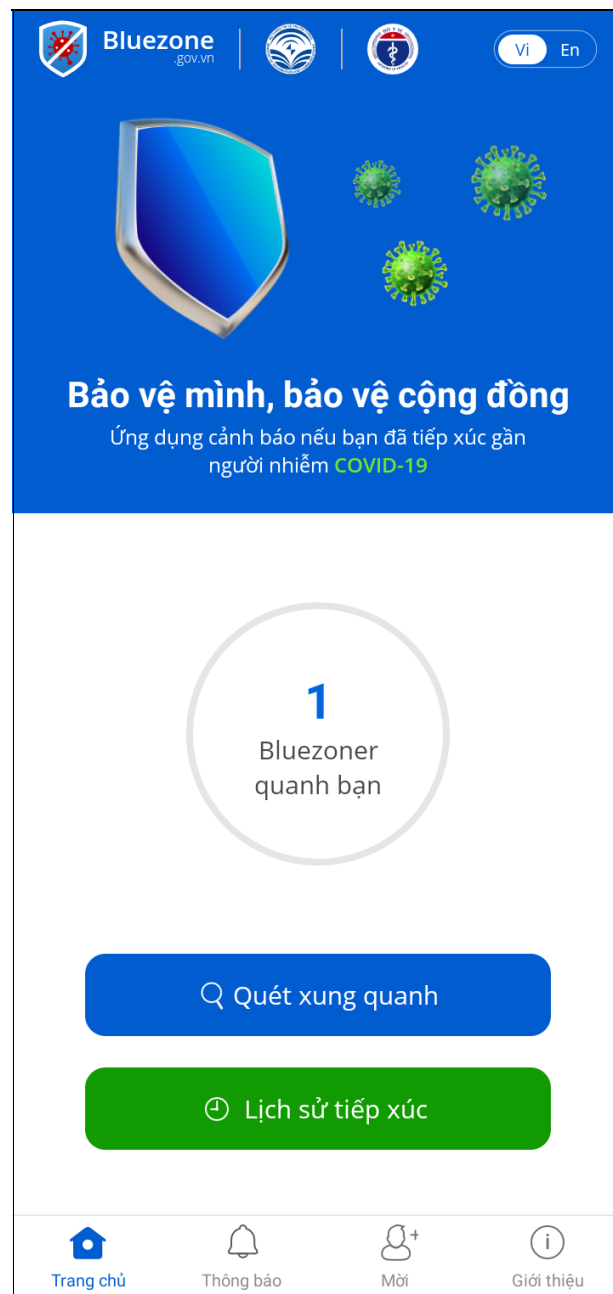 Bluezone
.gov.vn
Vi En
Bảo vệ mình, bảo vệ cộng đồng
Ứng dụng cảnh báo nếu bạn đã tiếp xúc gần
người nhiễm COVID-19
1
Bluezoner
quanh bạn
Quét xung quanh
Lịch sử tiếp xúc
Trang chủ Thông báo Mời Giới thiệu